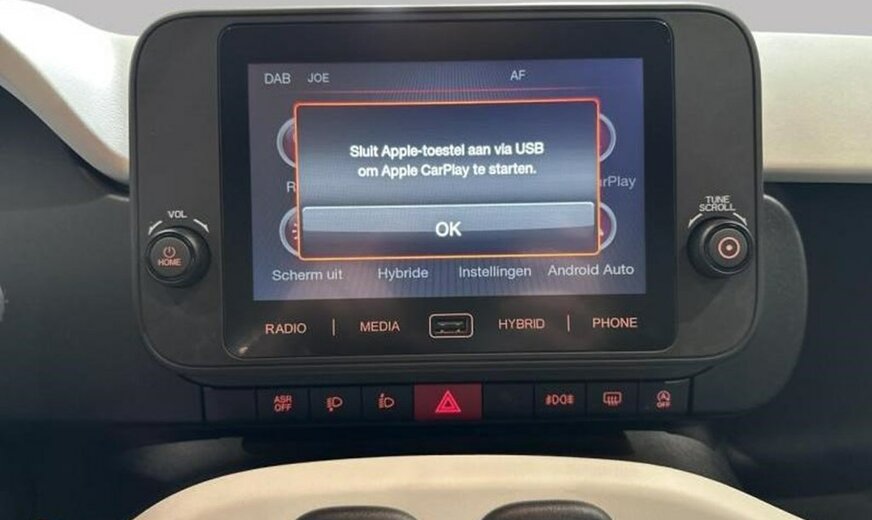 DAB JOE AF
Sluit Apple-toestel aan via USB
om Apple CarPlay te starten.
OK
Scherm uit Hybride Instellingen Android Auto
VOL
HOME
TUNE
SCROLL
RADIO MEDIA HYBRID PHONE
ASR
OFF
OFF